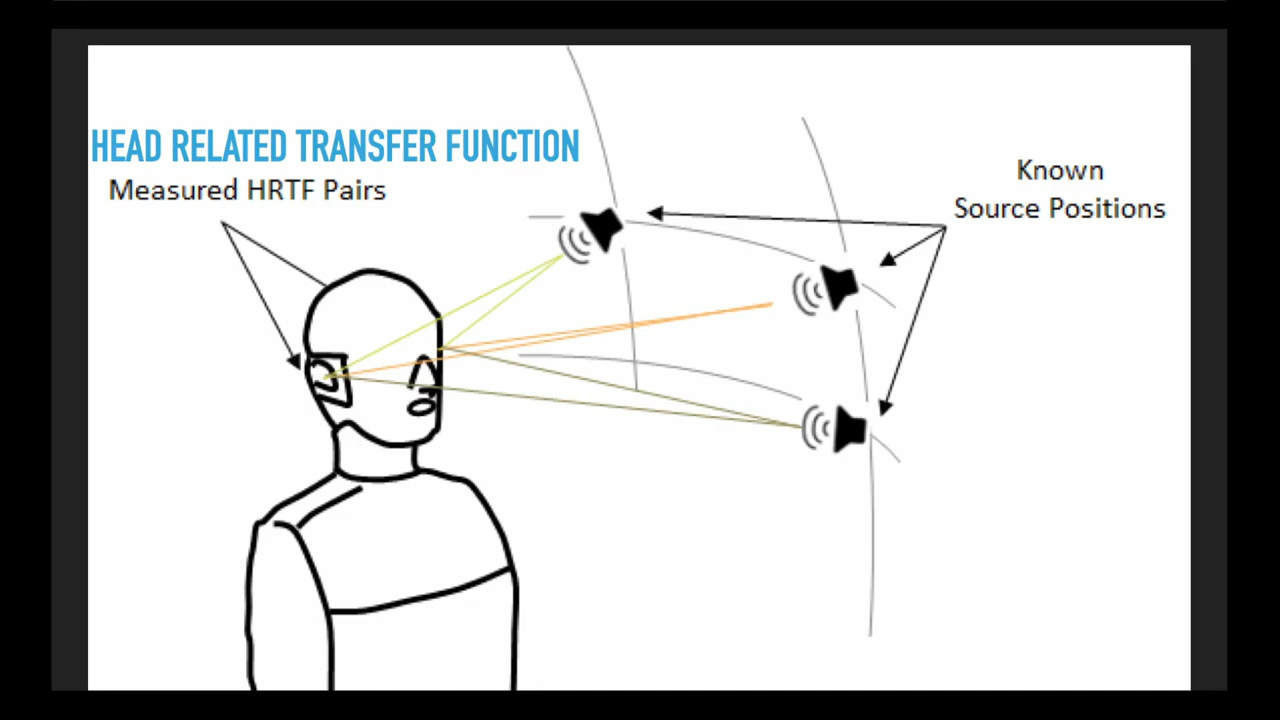 HEAD RELATED TRANSFER FUNCTION
Measured HRTF Pairs
Known
Source Positions